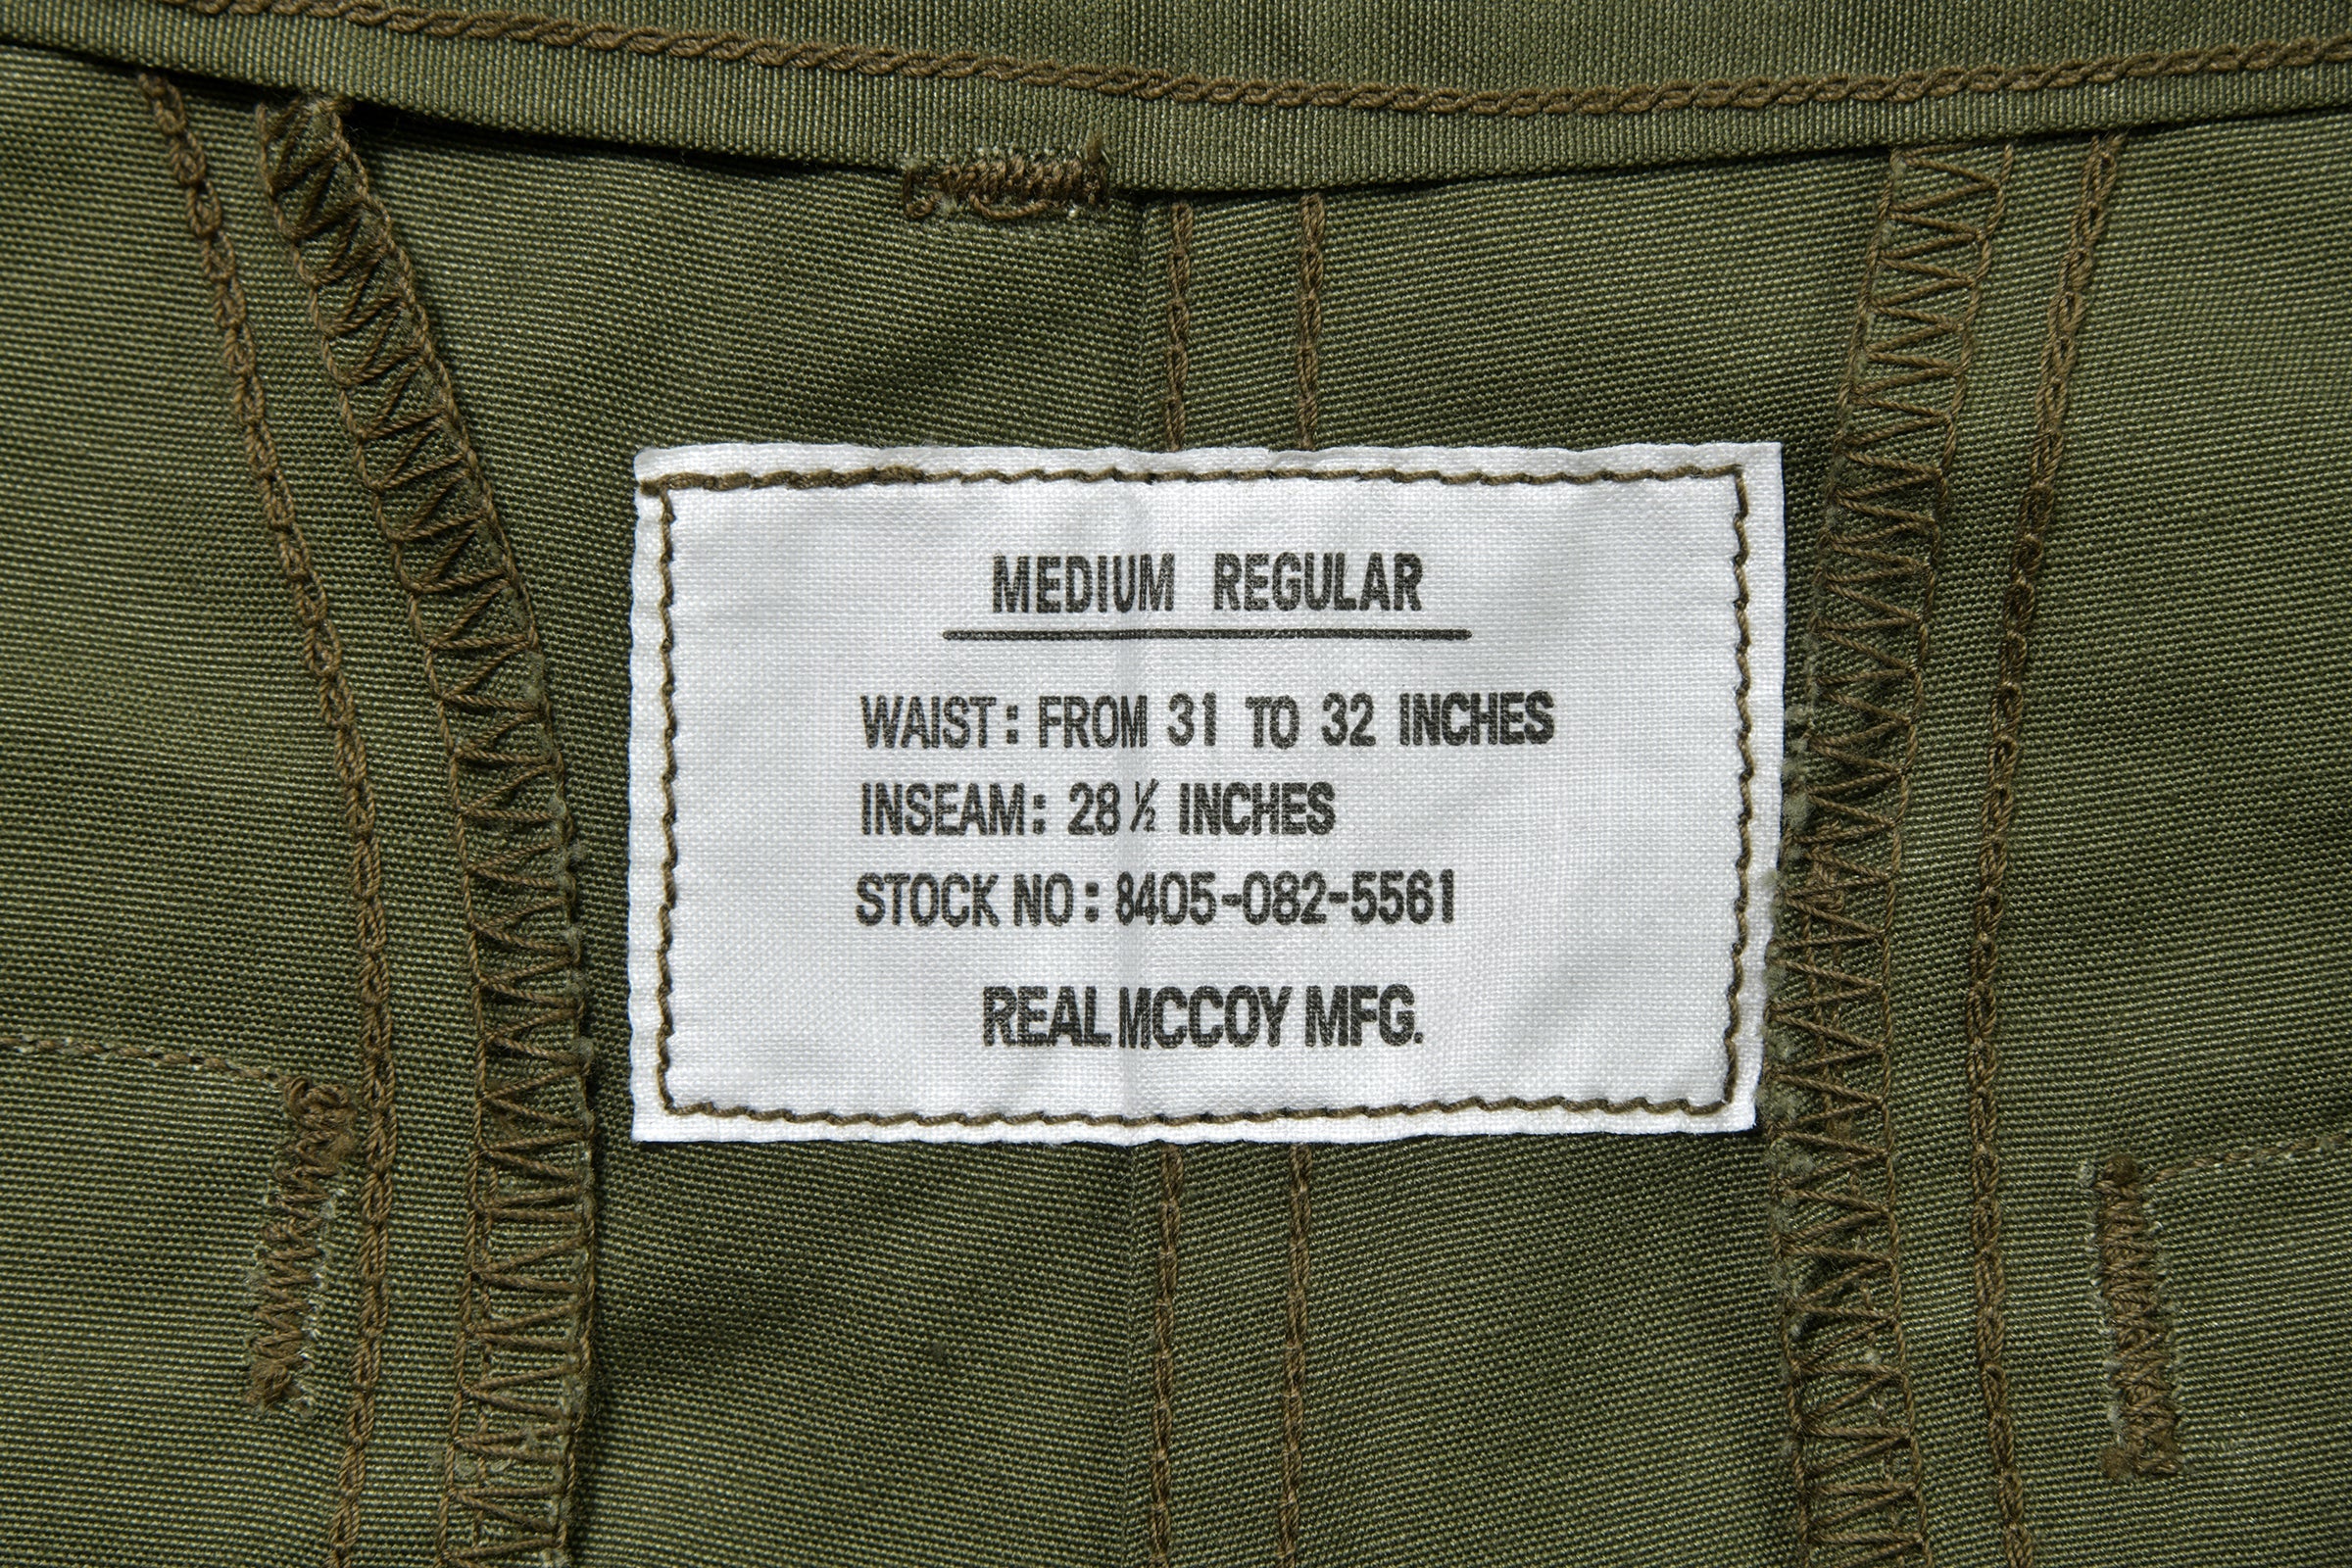 MEDIUM REGULAR
WAIST: FROM 31 TO 32 INCHES
INSEAM: 28 ½ INCHES
STOCK NO: 8405-082-5561
REAL MCCOY MFG.